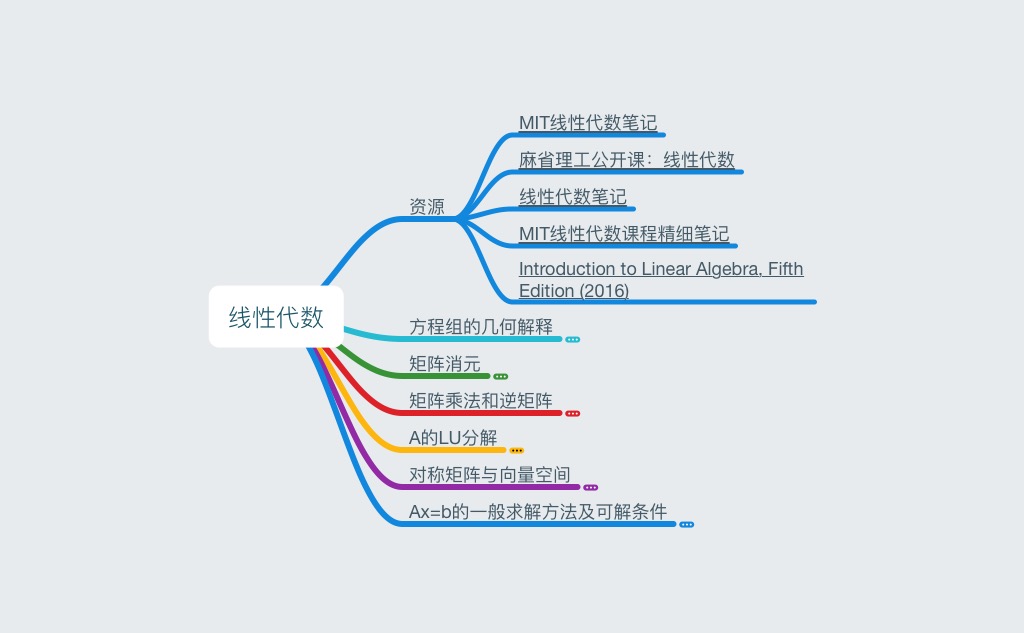 线性代数
资源
MIT线性代数笔记
麻省理工公开课：线性代数
线性代数笔记
MIT线性代数课程精细笔记
Introduction to Linear Algebra, Fifth
Edition (2016)
方程组的几何解释
矩阵消元
矩阵乘法和逆矩阵
A的LU分解
对称矩阵与向量空间
Ax=b的一般求解方法及可解条件